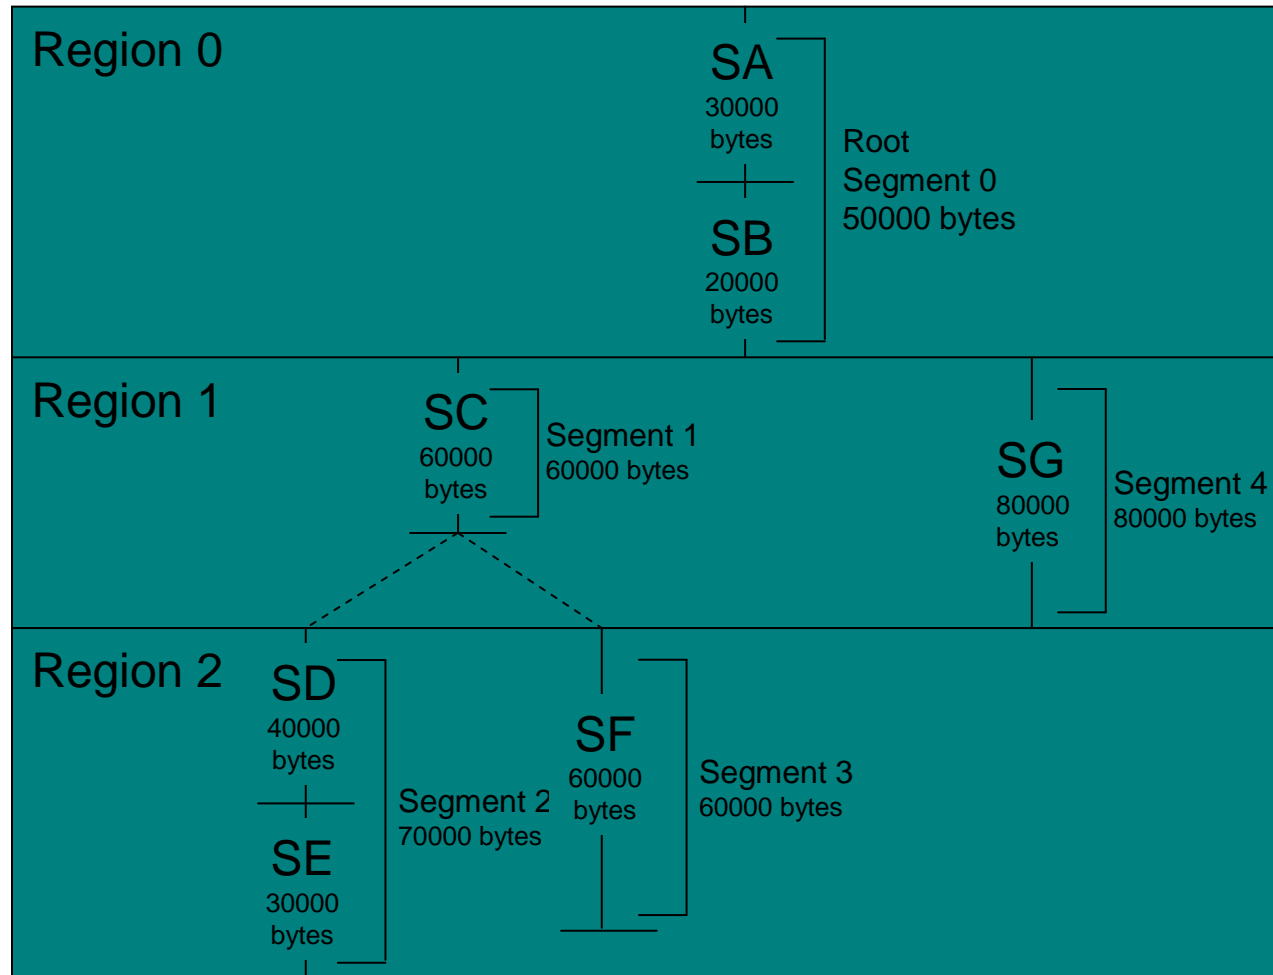 Region 0
SA
30000
bytes
Root
Segment 0
50000 bytes
SB
20000
bytes
Region 1
SC
60000
bytes
Segment 1
60000 bytes
SG
80000
bytes
Segment 4
80000 bytes
Region 2
SD
40000
bytes
SE
30000
bytes
Segment 2
70000 bytes
SF
60000
bytes
Segment 3
60000 bytes